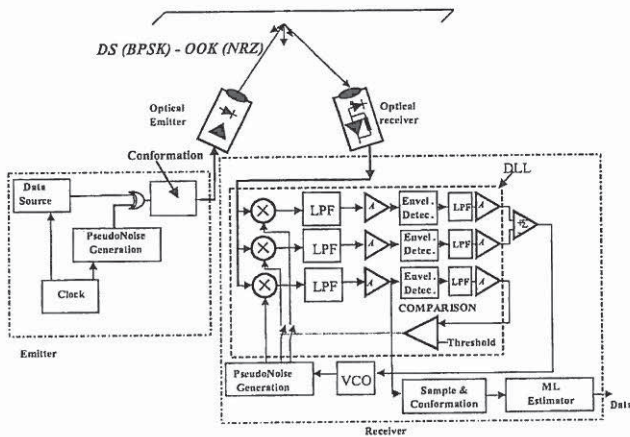 DS (BPSK) - OOK (NRZ)
Optical
Emitter
Optical
receiver
Conformation
DLL
Data
Source
PseudoNoise
Generation
Clock
Emitter
LPF
A
Envel.
Detec.
LPF
A
LPF
A
Envel.
Detec.
LPF
A
+Σ
-
LPF
A
Envel.
Detec.
LPF
A
COMPARISON
Threshold
PseudoNoise
Generation
VCO
Sample &
Conformation
ML
Estimator
Data
Receiver